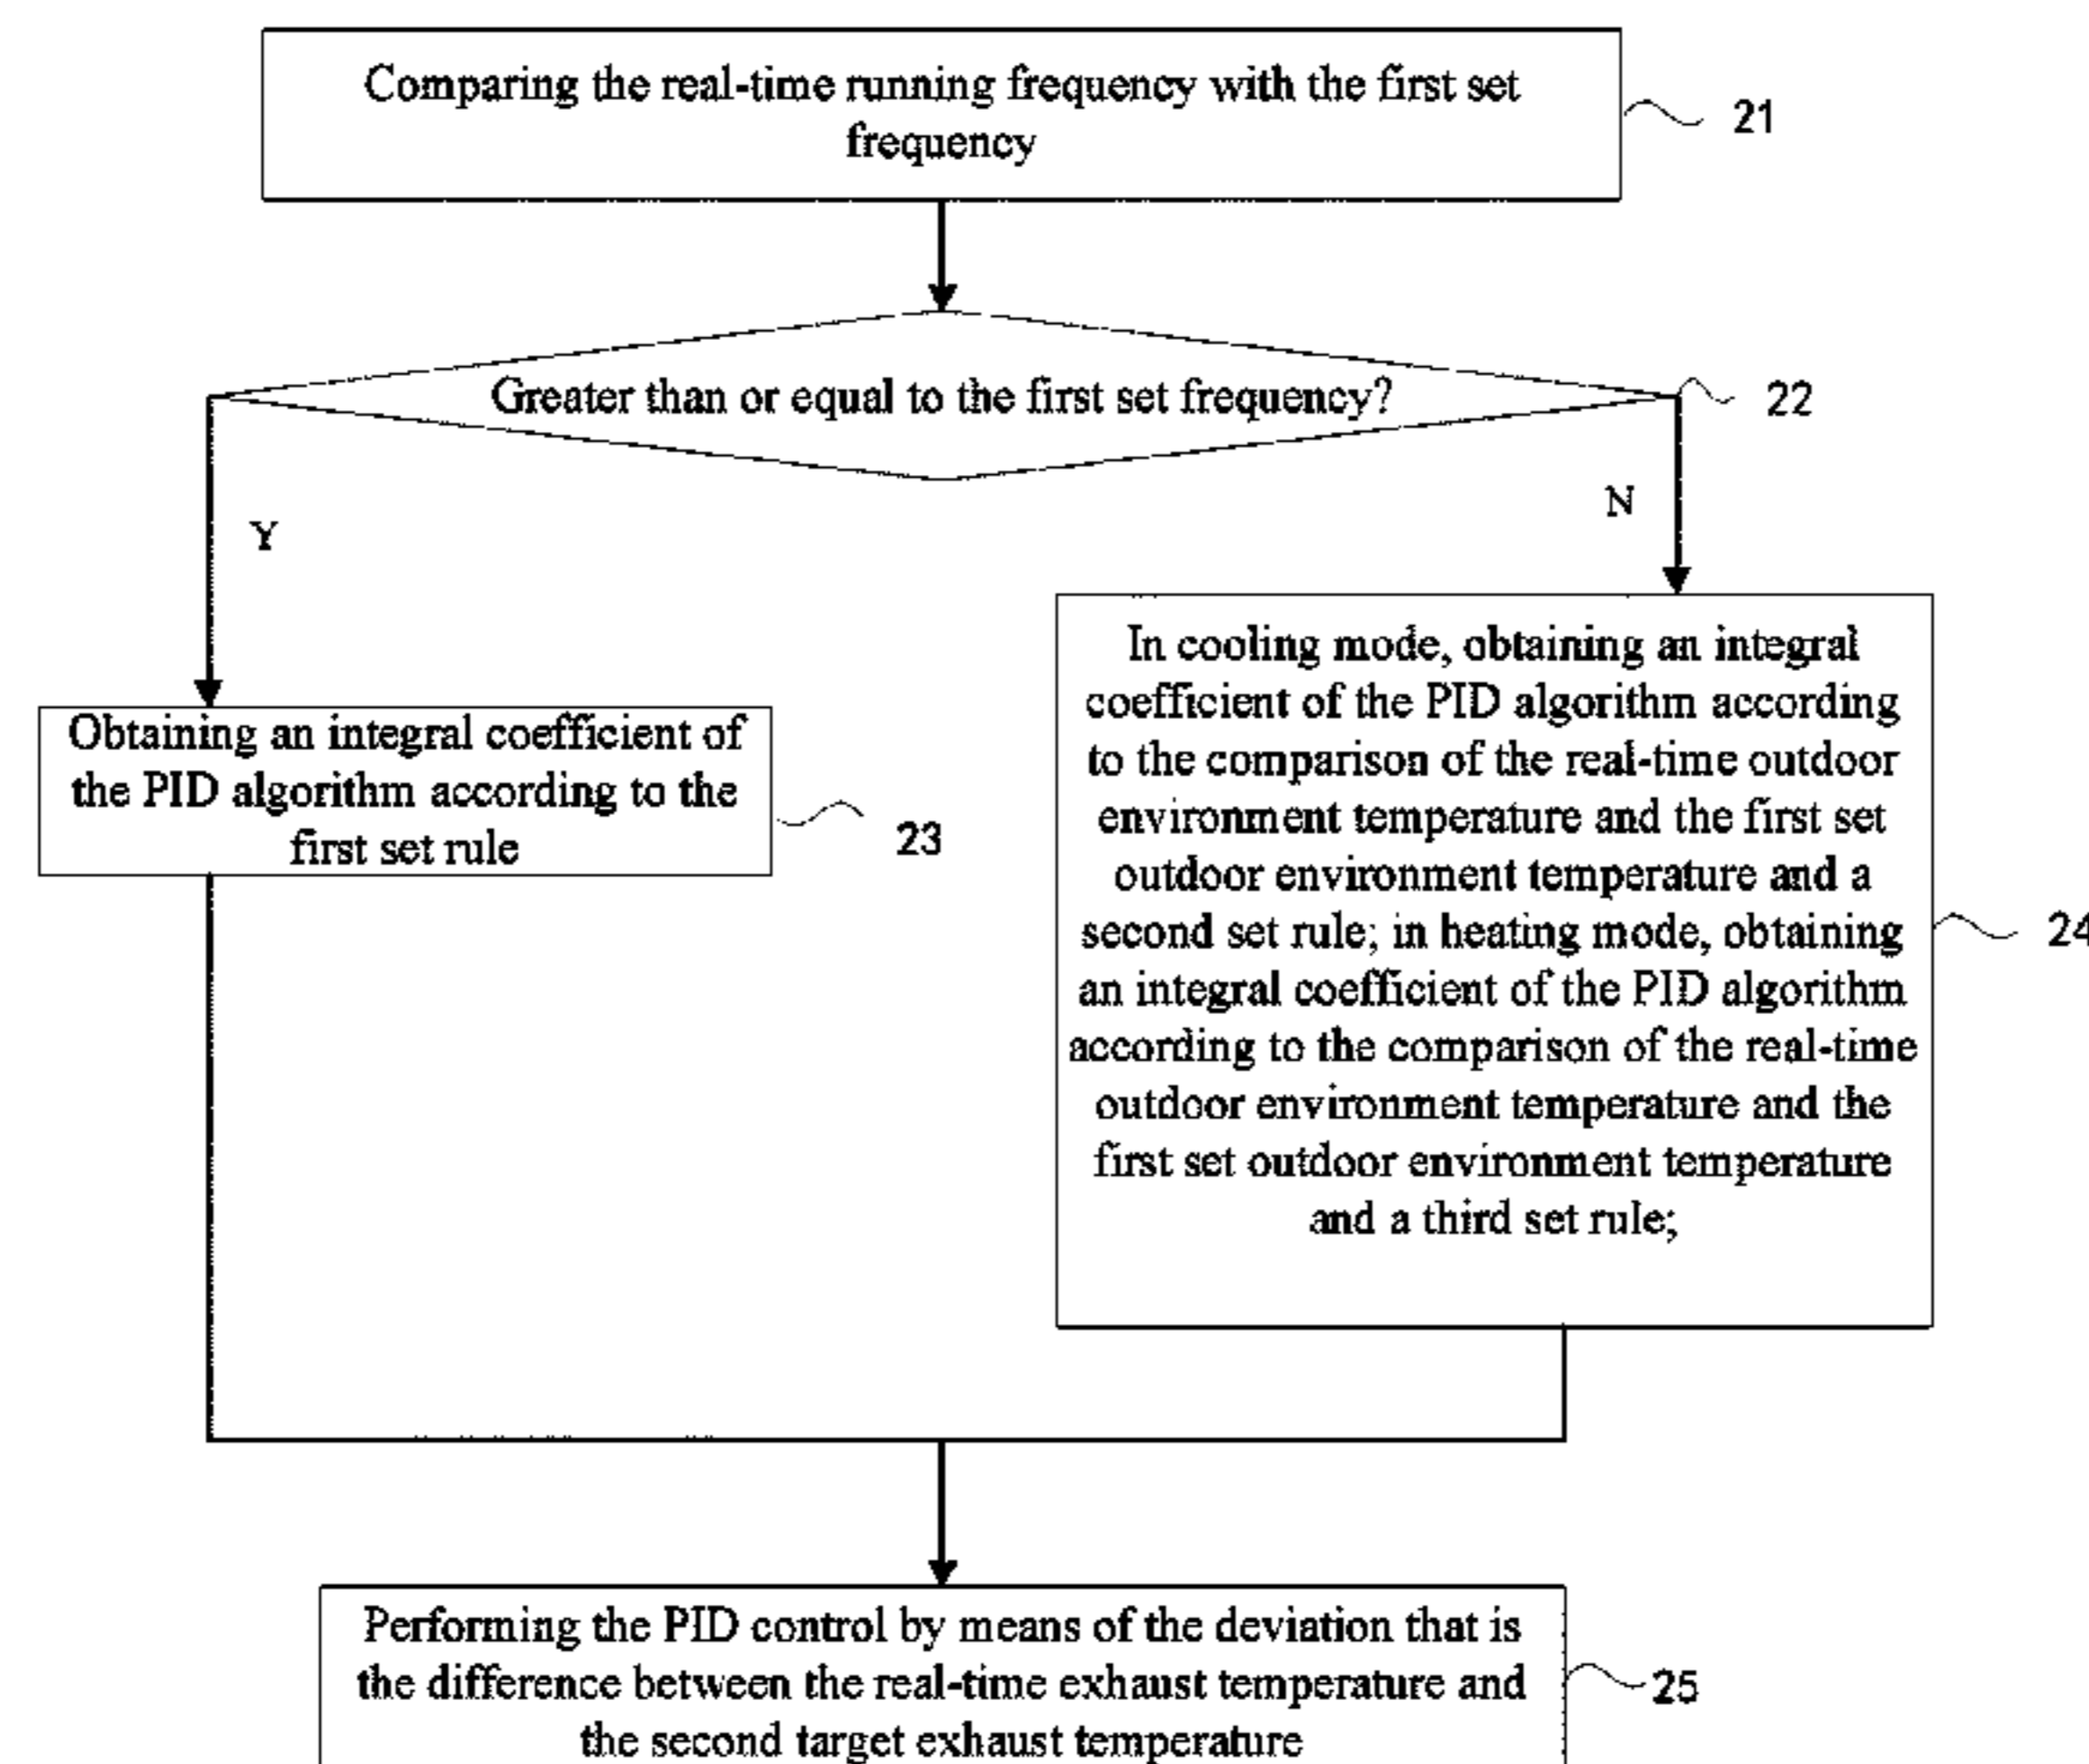 Comparing the real-time running frequency with the first set
frequency
21
Greater than or equal to the first set frequency?
22
Y
N
Obtaining an integral coefficient of
the PID algorithm according to the
first set rule
23
In cooling mode, obtaining an integral
coefficient of the PID algorithm according
to the comparison of the real-time outdoor
environment temperature and the first set
outdoor environment temperature and a
second set rule; in heating mode, obtaining
an integral coefficient of the PID algorithm
according to the comparison of the real-time
outdoor environment temperature and the
first set outdoor environment temperature
and a third set rule;
24
Performing the PID control by means of the deviation that is
the difference between the real-time exhaust temperature and
the second target exhaust temperature
25